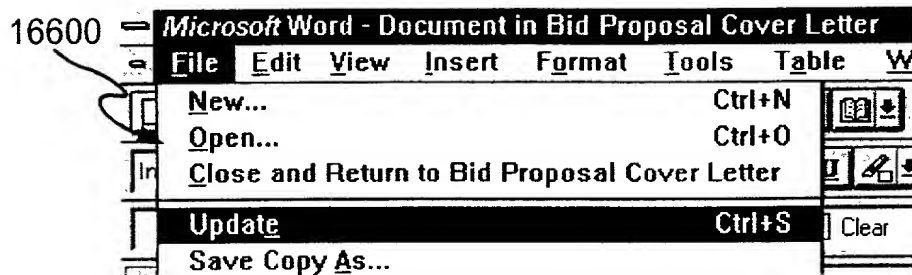 16600
Microsoft Word - Document in Bid Proposal Cover Letter
File Edit View Insert Format Tools Table W
New... Ctrl+N
Open... Ctrl+O
In
Close and Return to Bid Proposal Cover Letter
U
Update Ctrl+S
Clear
Save Copy As...